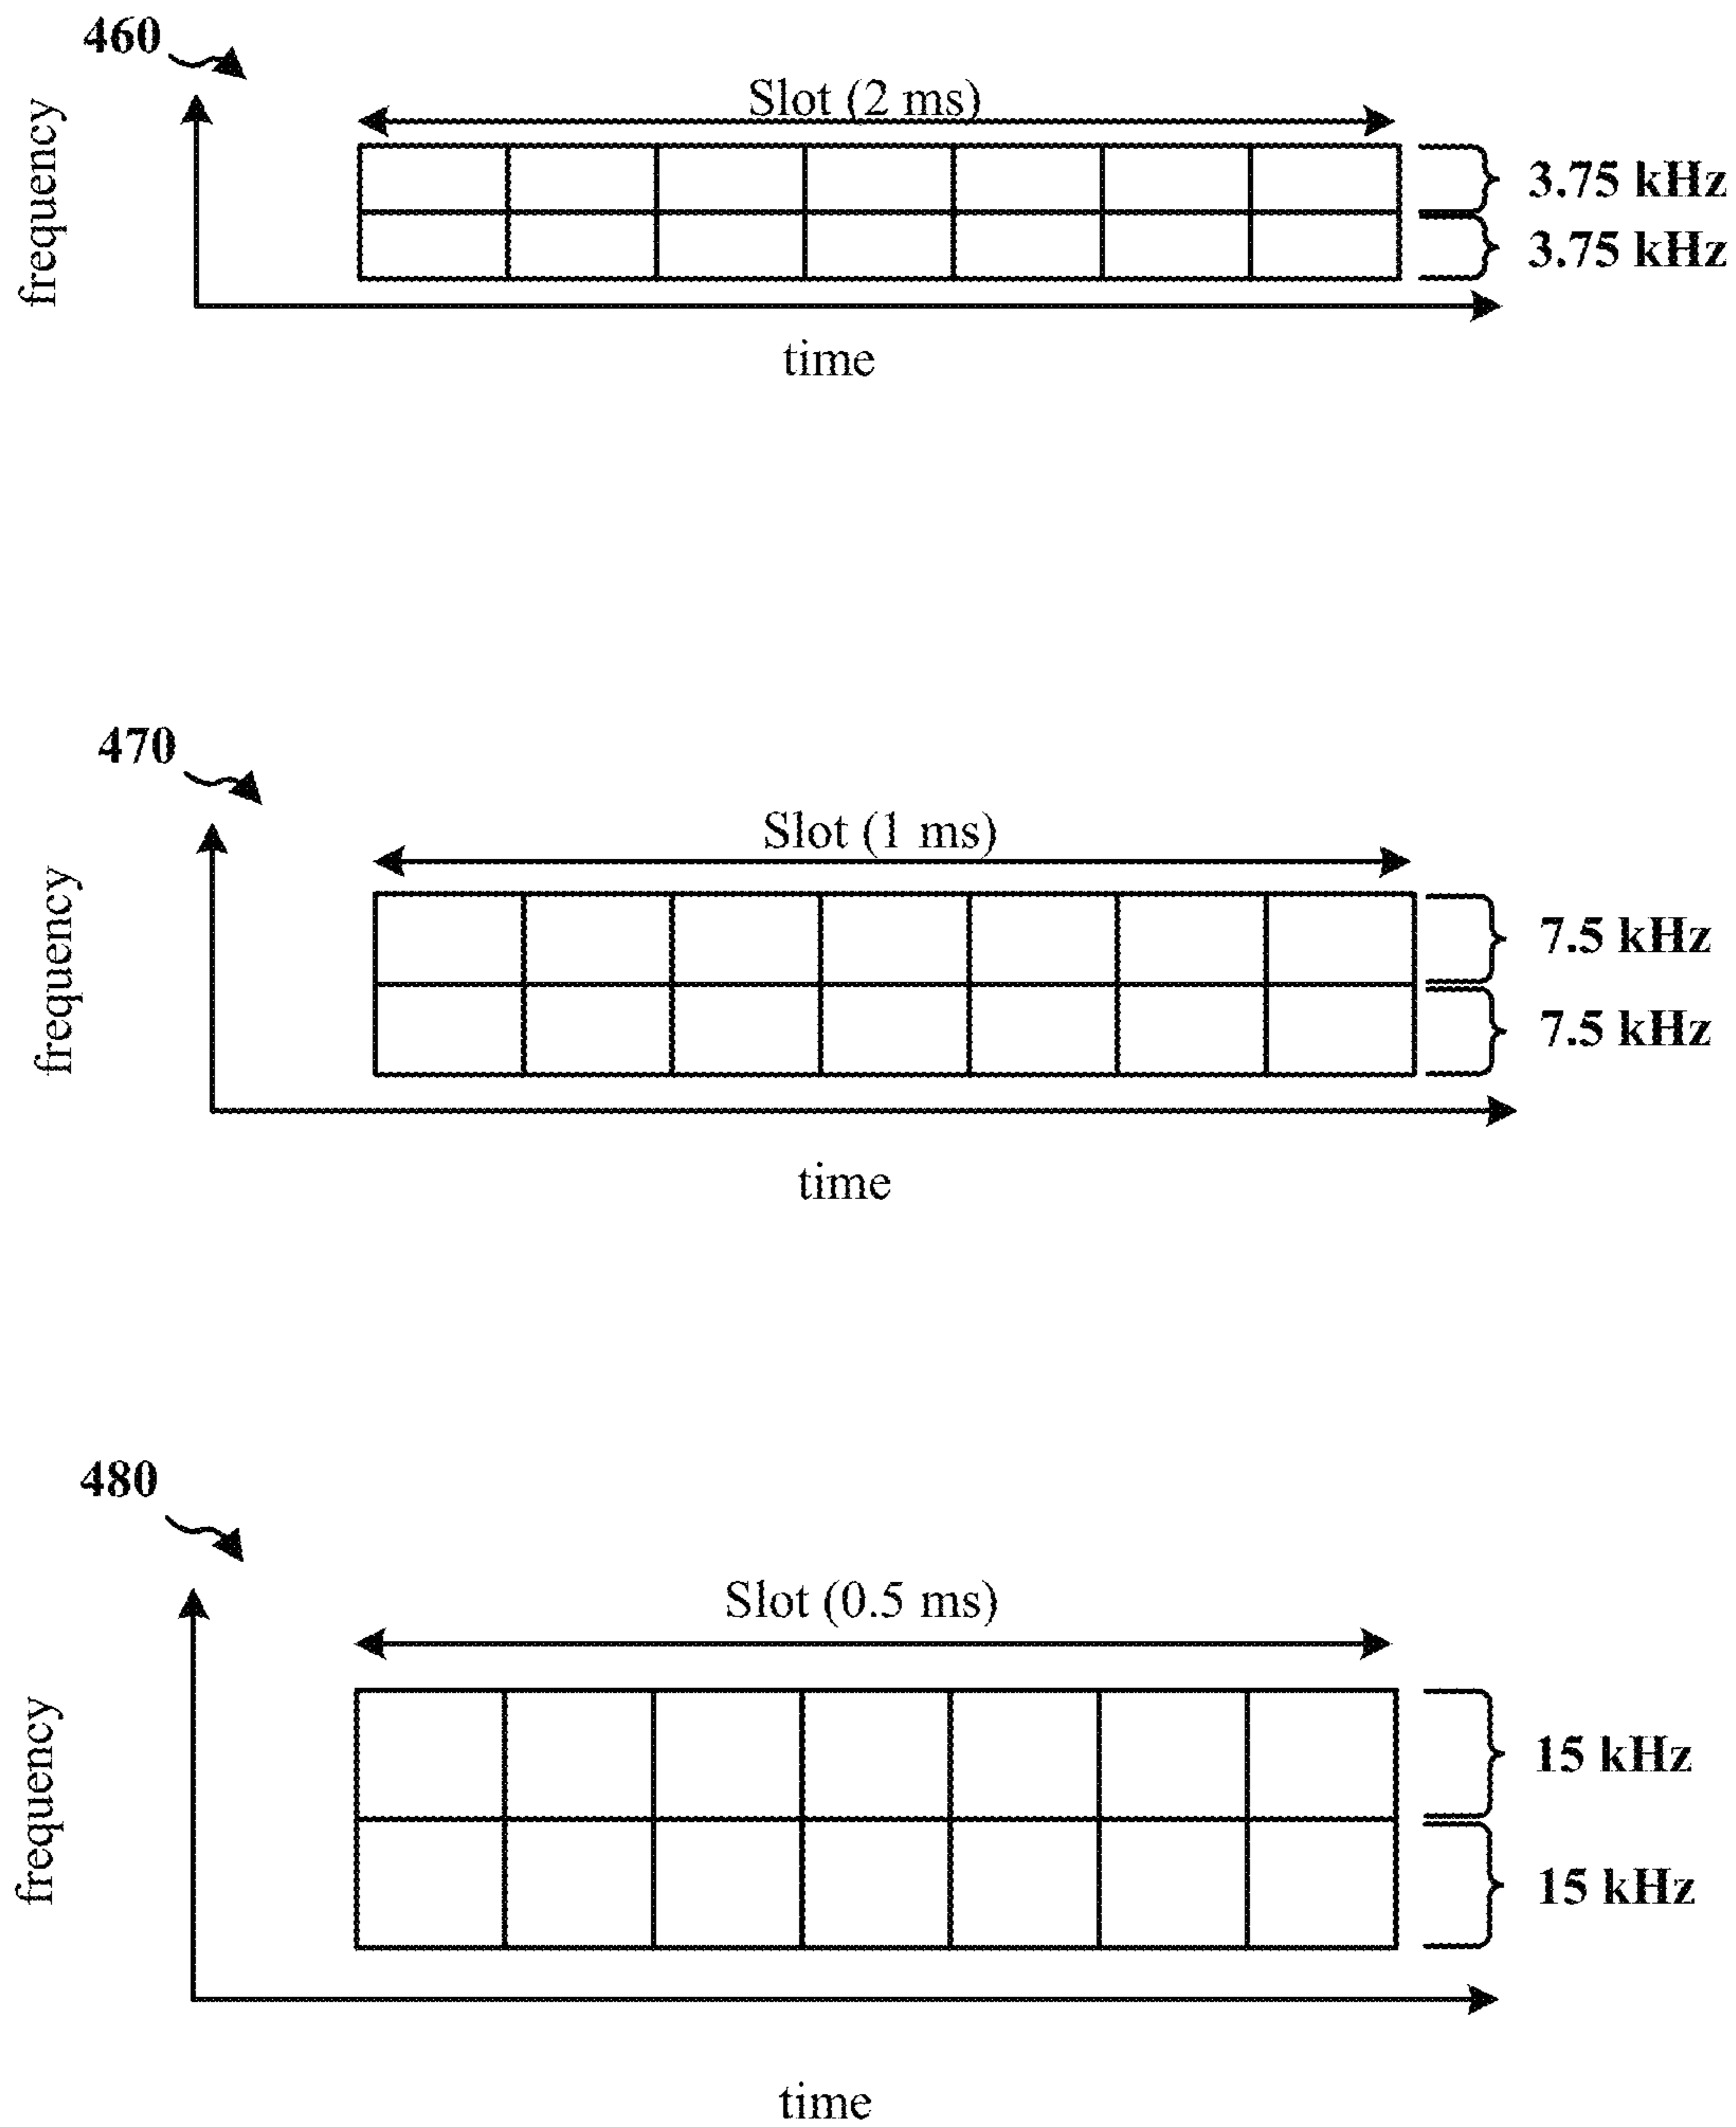 460
Slot (2 ms)
frequency
3.75 kHz
3.75 kHz
time
470
Slot (1 ms)
frequency
7.5 kHz
7.5 kHz
time
480
Slot (0.5 ms)
frequency
15 kHz
15 kHz
time